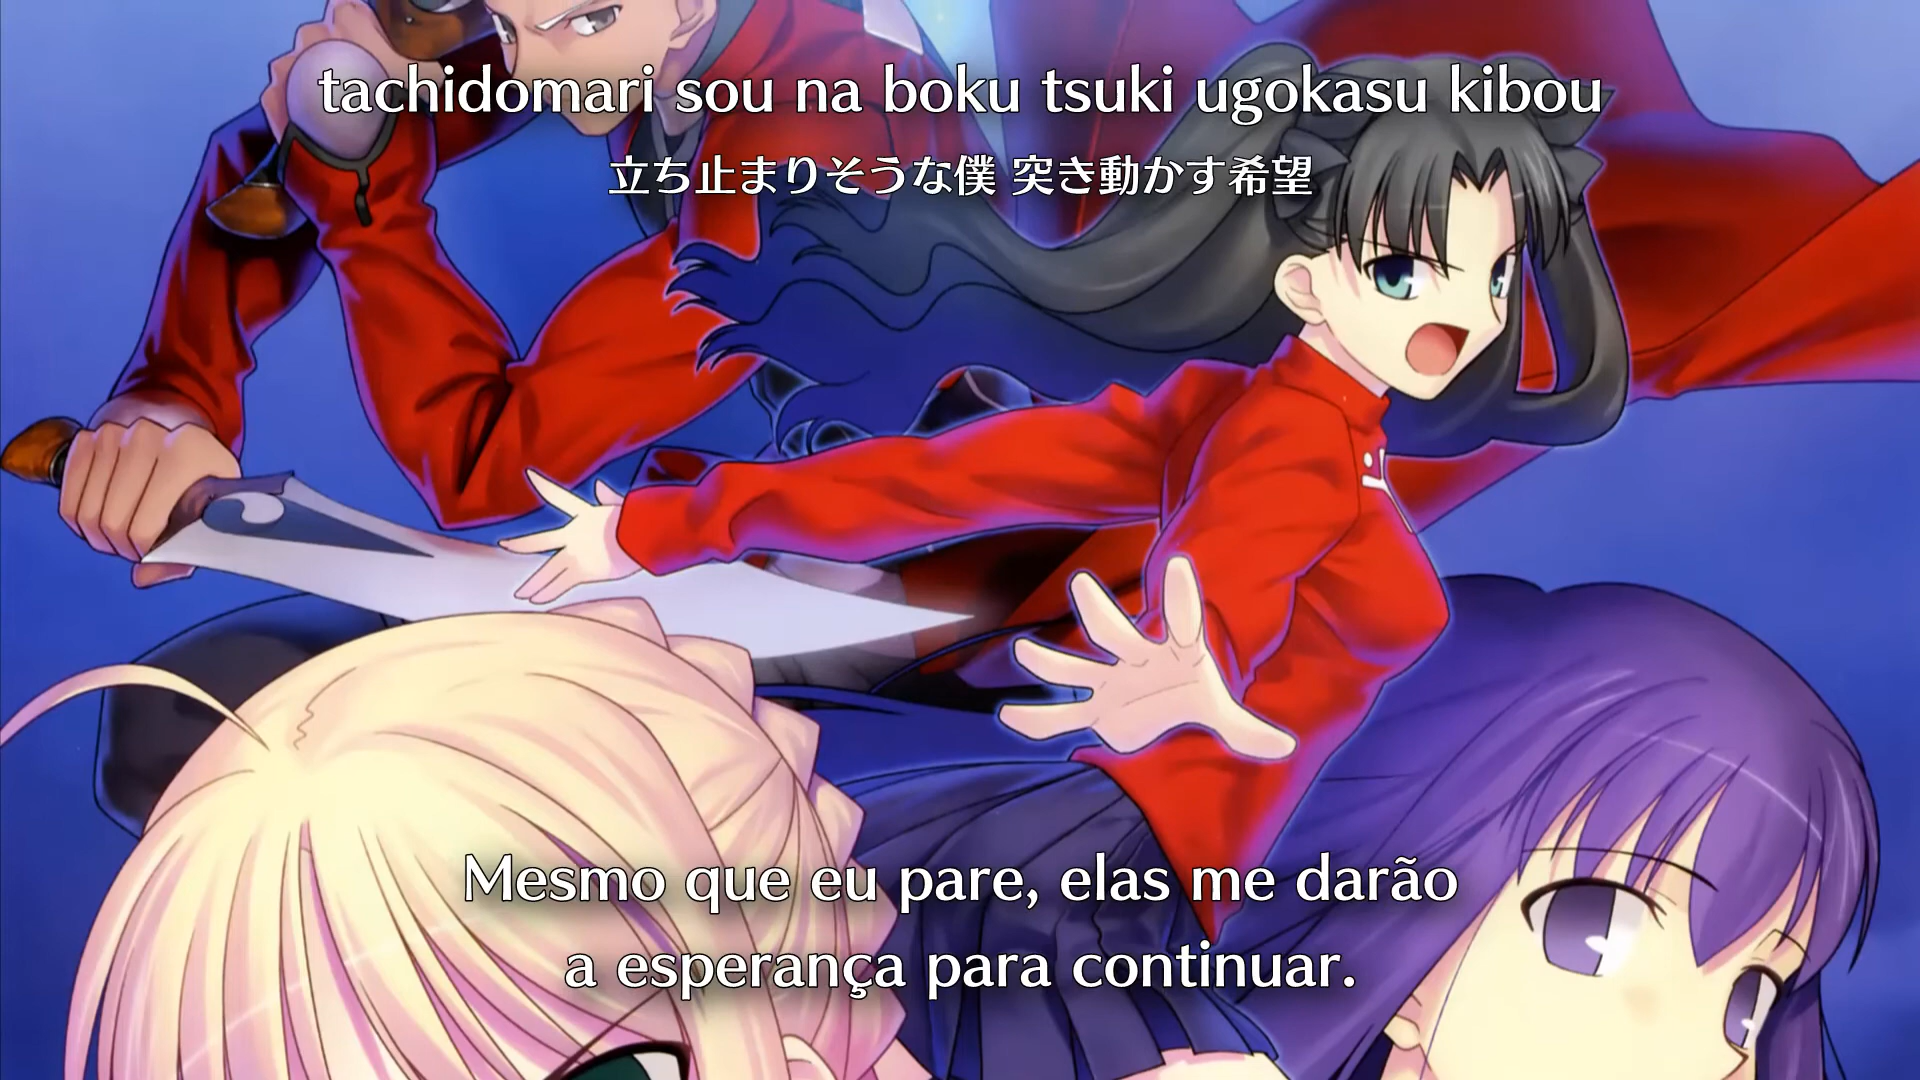 tachidomari sou na boku tsuki ugokasu kibou
立ち止まりそうな僕 突き動かす希望
Mesmo que eu pare, elas me darão
a esperança para continuar.